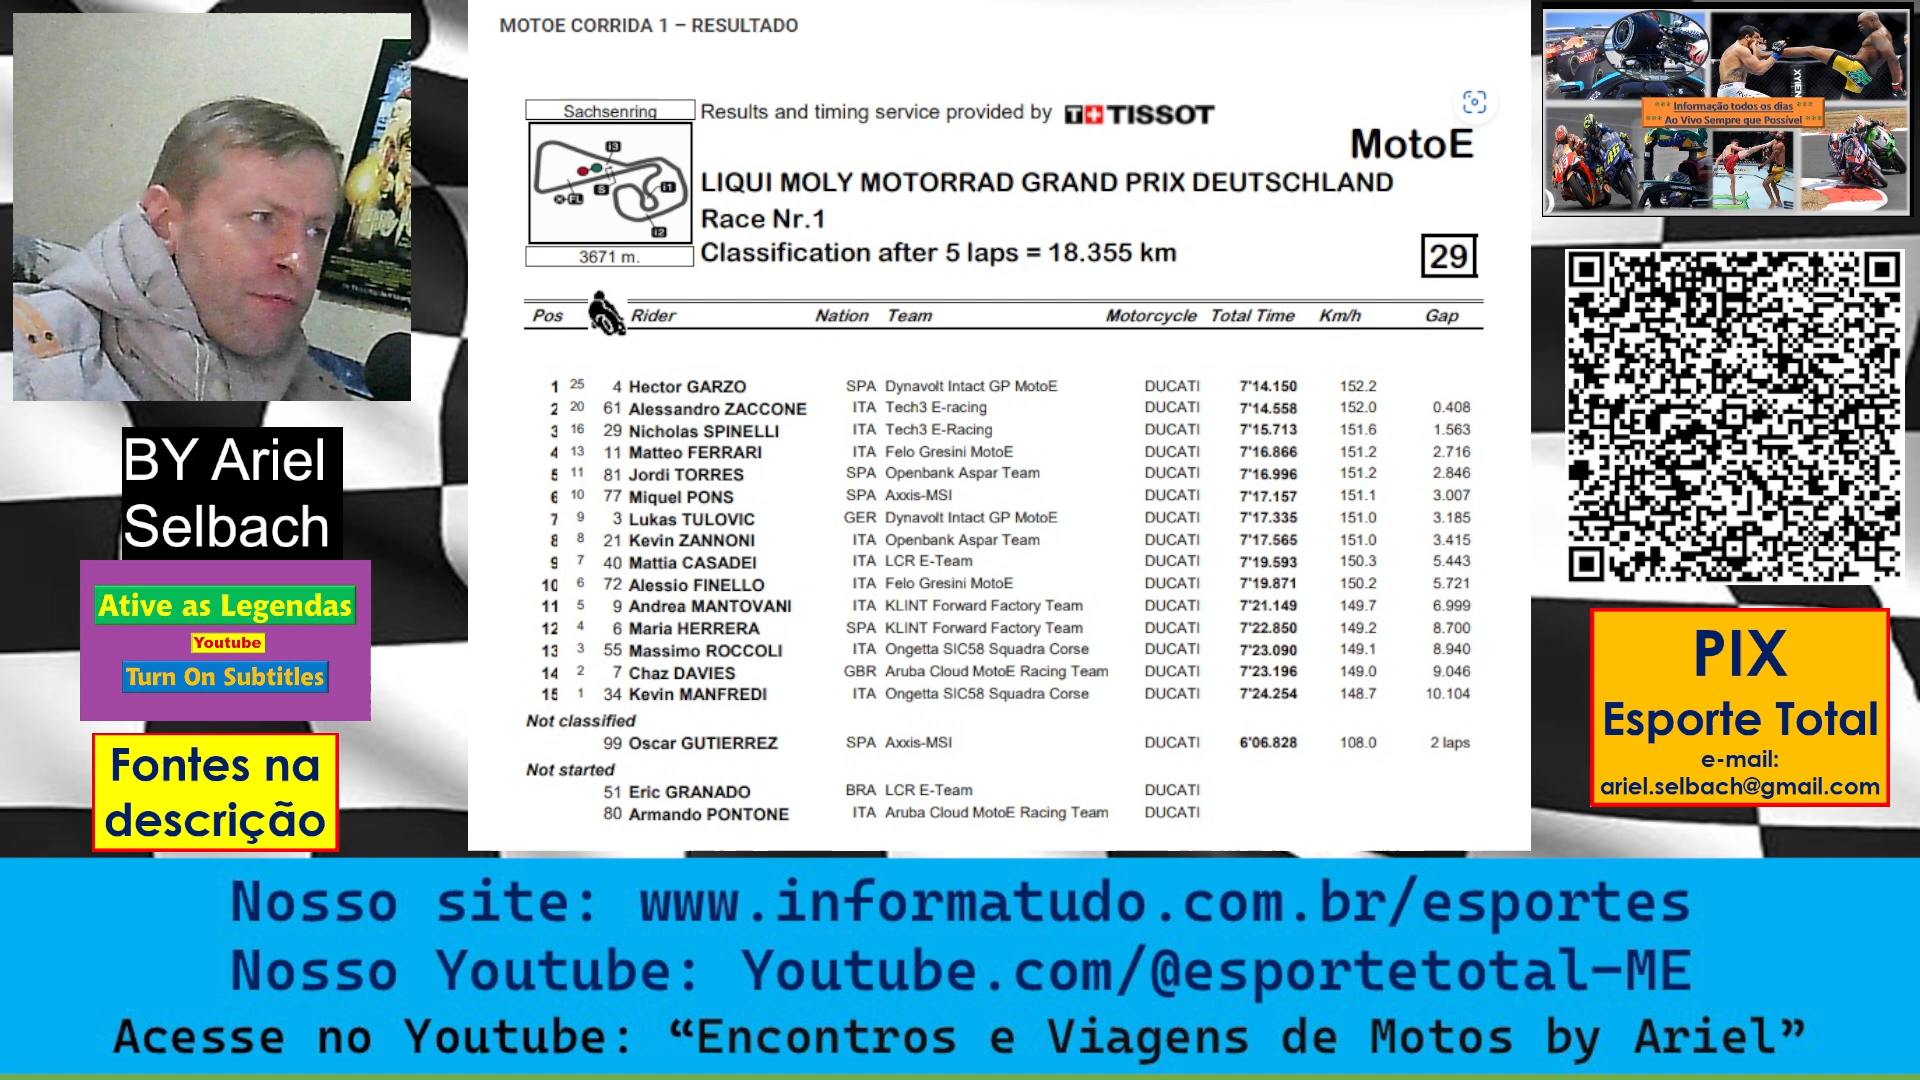 MOTOE CORRIDA 1 – RESULTADO
Sachsenring
Results and timing service provided by TISSOT
MotoE
LIQUI MOLY MOTORRAD GRAND PRIX DEUTSCHLAND
Race Nr.1
Classification after 5 laps = 18.355 km
29
3671 m.
Pos Rider Nation Team Motorcycle Total Time Km/h Gap
1 25 4 Hector GARZO SPA Dynavolt Intact GP MotoE DUCATI 7'14.150 152.2
2 20 61 Alessandro ZACCONE ITA Tech3 E-racing DUCATI 7'14.558 152.0 0.408
3 16 29 Nicholas SPINELLI ITA Tech3 E-Racing DUCATI 7'15.713 151.6 1.563
4 13 11 Matteo FERRARI ITA Felo Gresini MotoE DUCATI 7'16.866 151.2 2.716
5 11 81 Jordi TORRES SPA Openbank Aspar Team DUCATI 7'16.996 151.2 2.846
6 10 77 Miquel PONS SPA Axxis-MSI DUCATI 7'17.157 151.1 3.007
7 9 3 Lukas TULOVIC GER Dynavolt Intact GP MotoE DUCATI 7'17.335 151.0 3.185
8 8 21 Kevin ZANNONI ITA Openbank Aspar Team DUCATI 7'17.565 151.0 3.415
9 7 40 Mattia CASADEI ITA LCR E-Team DUCATI 7'19.593 150.3 5.443
10 6 72 Alessio FINELLO ITA Felo Gresini MotoE DUCATI 7'19.871 150.2 5.721
11 5 9 Andrea MANTOVANI ITA KLINT Forward Factory Team DUCATI 7'21.149 149.7 6.999
12 4 6 Maria HERRERA SPA KLINT Forward Factory Team DUCATI 7'22.850 149.2 8.700
13 3 55 Massimo ROCCOLI ITA Ongetta SIC58 Squadra Corse DUCATI 7'23.090 149.1 8.940
14 2 7 Chaz DAVIES GBR Aruba Cloud MotoE Racing Team DUCATI 7'23.196 149.0 9.046
15 1 34 Kevin MANFREDI ITA Ongetta SIC58 Squadra Corse DUCATI 7'24.254 148.7 10.104
Not classified
99 Oscar GUTIERREZ SPA Axxis-MSI DUCATI 6'06.828 108.0 2 laps
Not started
51 Eric GRANADO BRA LCR E-Team DUCATI
80 Armando PONTONE ITA Aruba Cloud MotoE Racing Team DUCATI
BY Ariel
Selbach
Ative as Legendas
Youtube
Turn On Subtitles
Fontes na
descrição
*** Informação todos os dias ***
*** Ao Vivo Sempre que Possível ***
PIX
Esporte Total
e-mail:
ariel.selbach@gmail.com
Nosso site: www.informatudo.com.br/esportes
Nosso Youtube: Youtube.com/@esportetotal-ME
Acesse no Youtube: “Encontros e Viagens de Motos by Ariel”